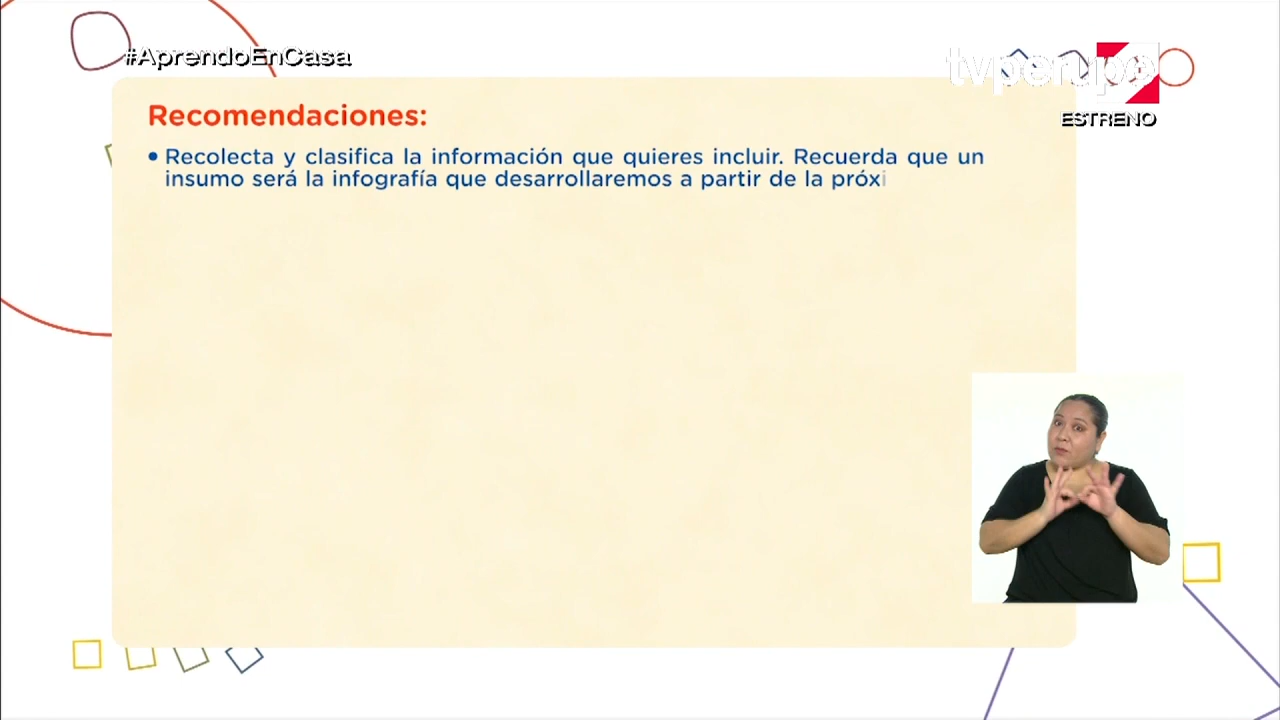 #AprendoEnCasa
tvperu
ESTRENO
Recomendaciones:
• Recolecta y clasifica la información que quieres incluir. Recuerda que un
insumo será la infografía que desarrollaremos a partir de la próxi